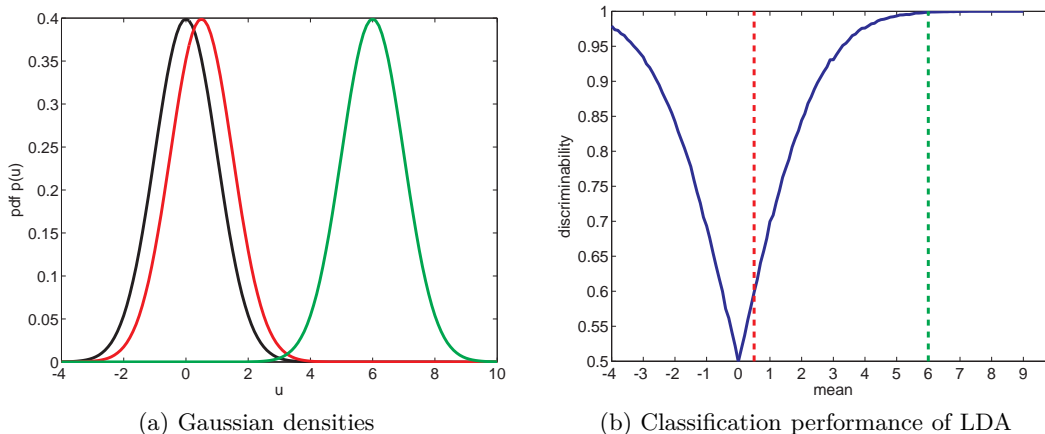 0.4
0.35
0.3
0.25
0.2
0.15
0.1
0.05
0
pdf p(u)
-4 -2 0 2 4 6 8 10
u
(a) Gaussian densities
1
0.95
0.9
0.85
0.8
0.75
0.7
0.65
0.6
0.55
0.5
discriminability
-4 -3 -2 -1 0 1 2 3 4 5 6 7 8 9
mean
(b) Classification performance of LDA